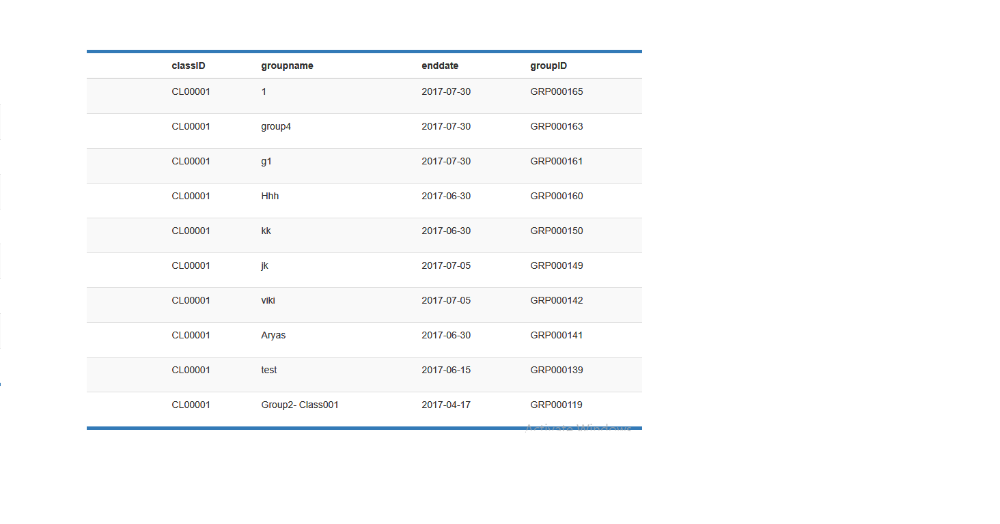 classID groupname enddate groupID
CL00001 1 2017-07-30 GRP000165
CL00001 group4 2017-07-30 GRP000163
CL00001 g1 2017-07-30 GRP000161
CL00001 Hhh 2017-06-30 GRP000160
CL00001 kk 2017-06-30 GRP000150
CL00001 jk 2017-07-05 GRP000149
CL00001 viki 2017-07-05 GRP000142
CL00001 Aryas 2017-06-30 GRP000141
CL00001 test 2017-06-15 GRP000139
CL00001 Group2- Class001 2017-04-17 GRP000119
Activate Windows